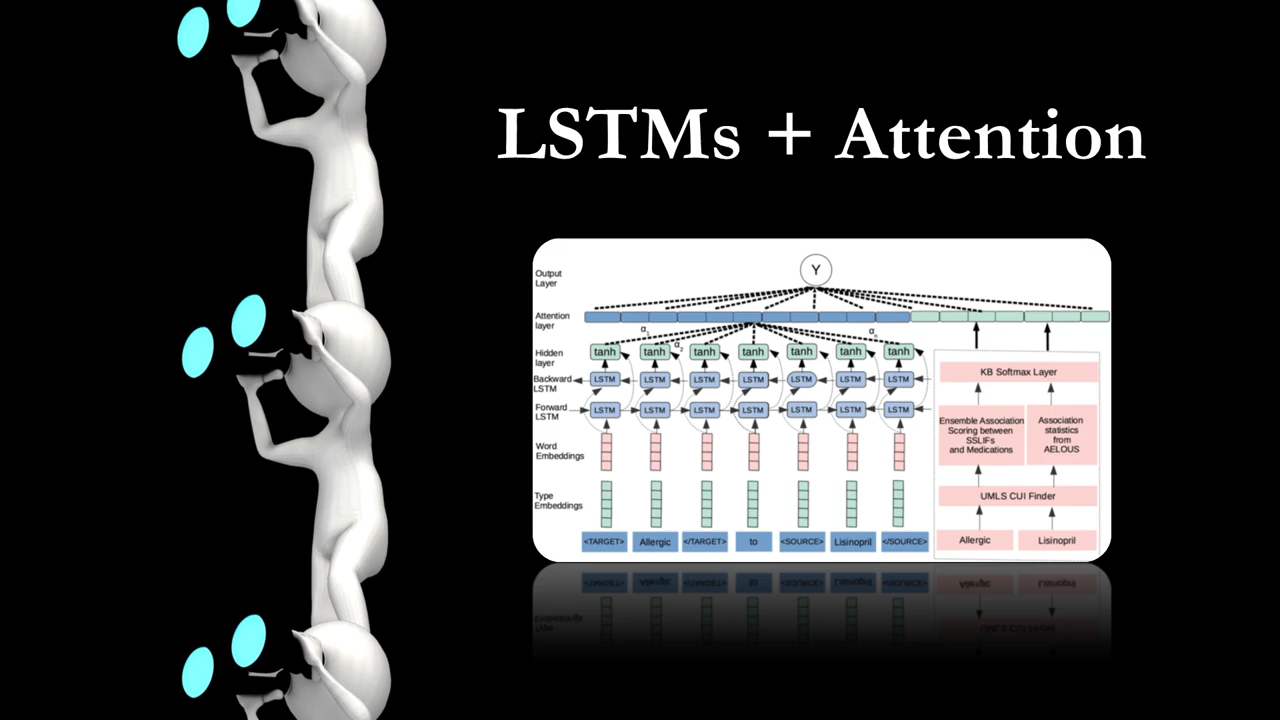 LSTMs + Attention
Output
Layer
Y
Attention
layer
α1
α2
αn
Hidden
layer
tanh tanh tanh tanh tanh tanh tanh
Backward
LSTM
LSTM LSTM LSTM LSTM LSTM LSTM LSTM
Forward
LSTM
LSTM LSTM LSTM LSTM LSTM LSTM LSTM
Word
Embeddings
Type
Embeddings
<TARGET> Allergic </TARGET> to <SOURCE> Lisinopril </SOURCE>
KB Softmax Layer
Ensemble Association
Scoring between
SSLIFs
and Medications
Association
statistics
from
AELOUS
UMLS CUI Finder
Allergic Lisinopril